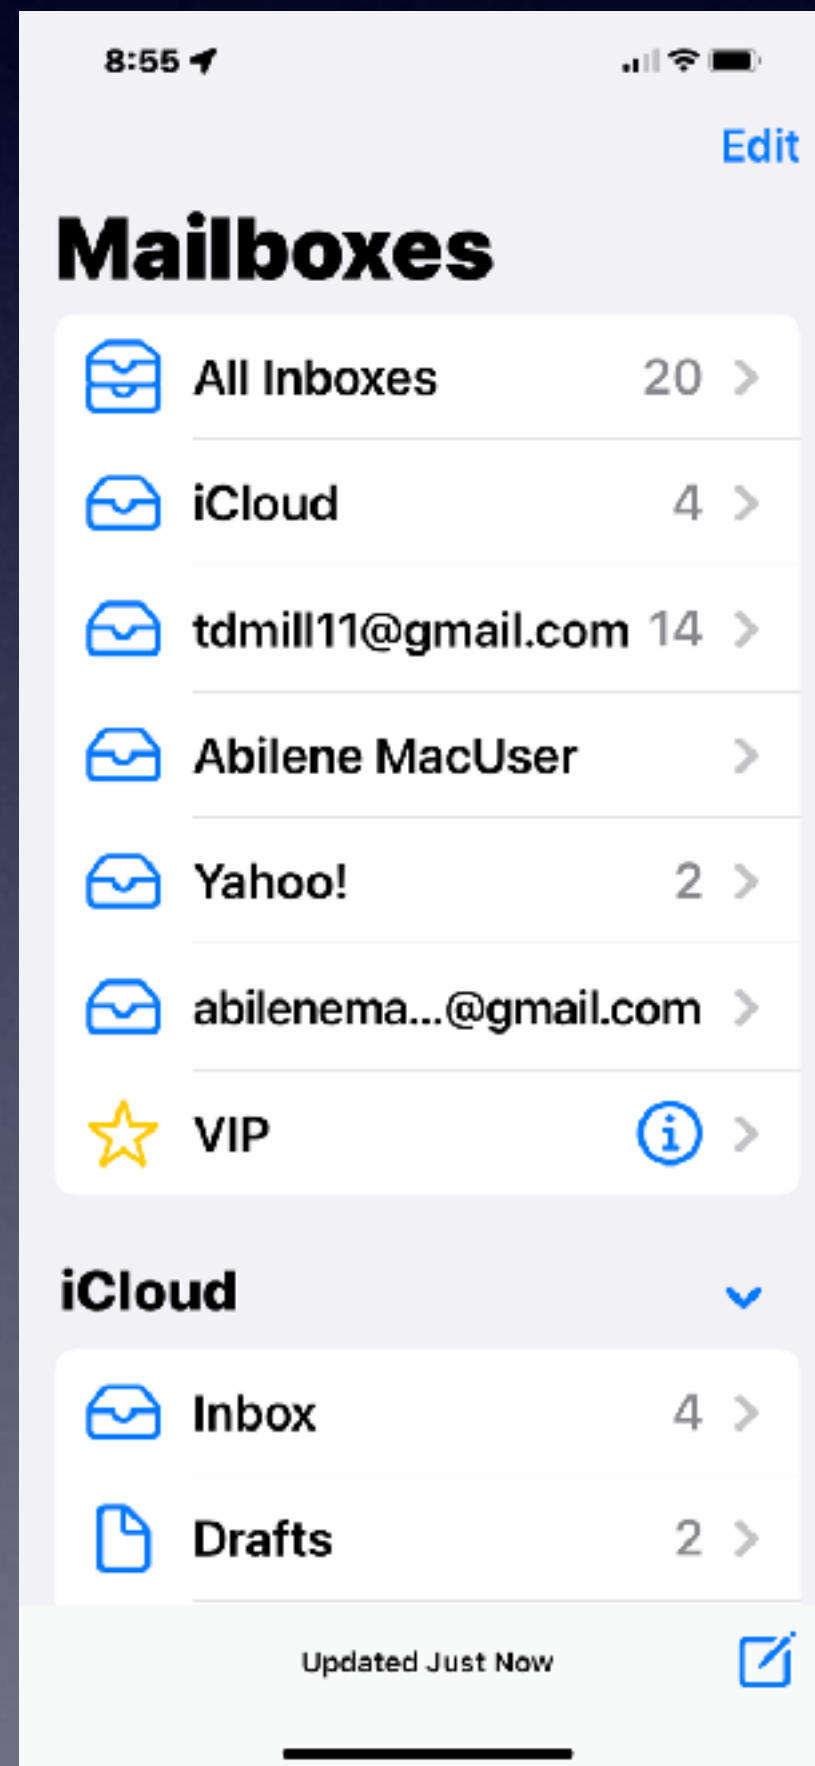 8:55
Edit
Mailboxes
All Inboxes 20
iCloud 4
tdmill11@gmail.com 14
Abilene MacUser
Yahoo! 2
abilenema...@gmail.com
VIP
iCloud
Inbox 4
Drafts 2
Updated Just Now